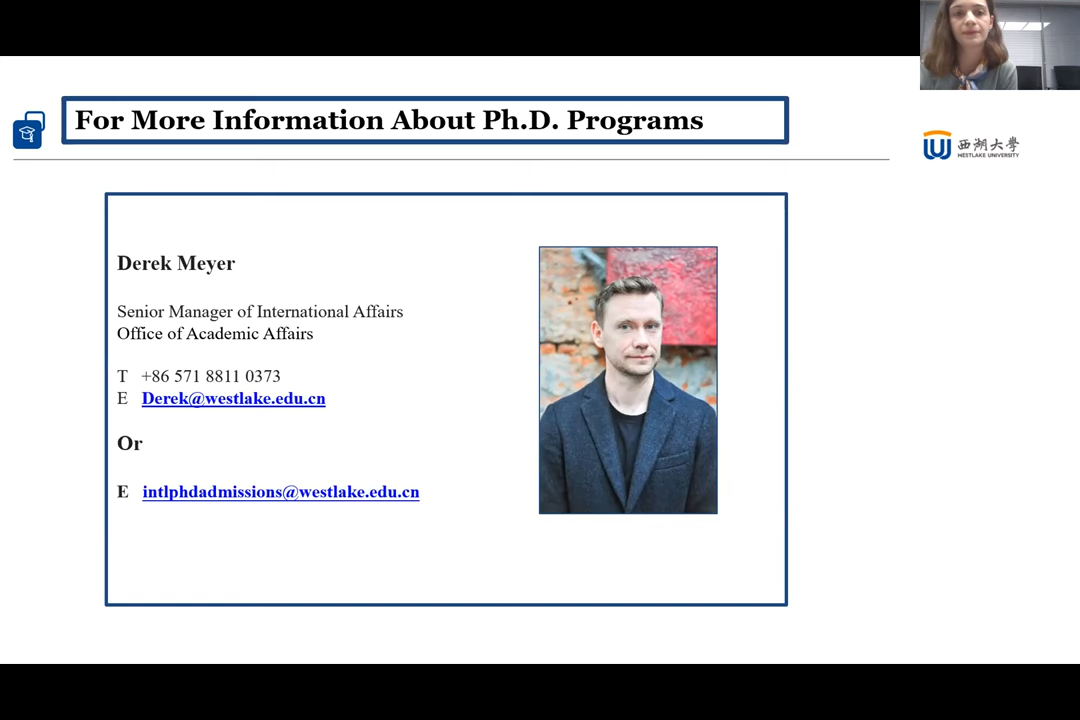 For More Information About Ph.D. Programs
西湖大學
WESTLAKE UNIVERSITY
Derek Meyer
Senior Manager of International Affairs
Office of Academic Affairs
T +86 571 8811 0373
E Derek@westlake.edu.cn
Or
E intlphdadmissions@westlake.edu.cn